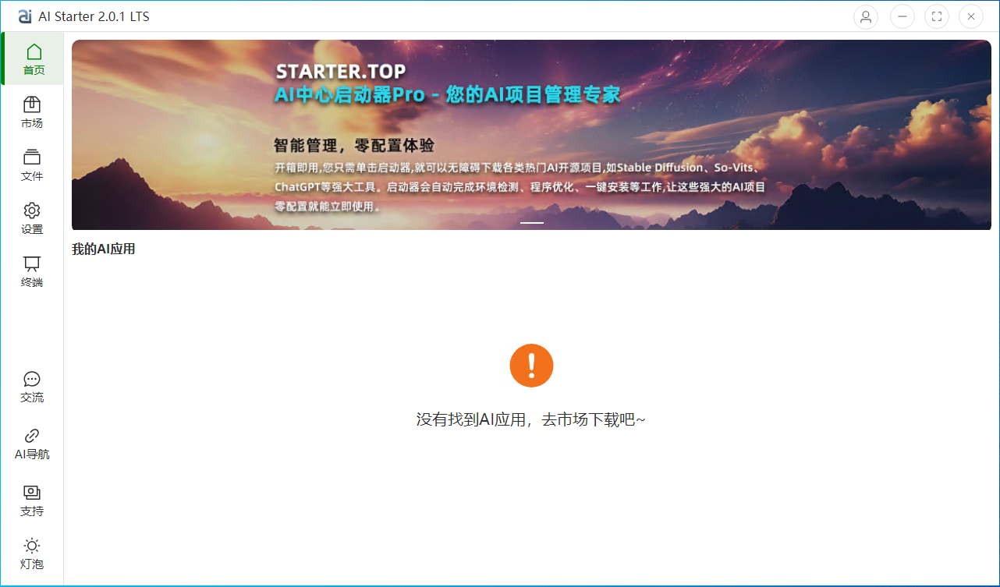 AI Starter 2.0.1 LTS
首页
市场
文件
设置
终端
交流
AI导航
支持
灯泡
STARTER.TOP
AI中心启动器Pro - 您的AI项目管理专家
智能管理，零配置体验
开箱即用,您只需单击启动器,就可以无障碍下载各类热门AI开源项目,如Stable Diffusion、So-Vits、
ChatGPT等强大工具。启动器会自动完成环境检测、程序优化、一键安装等工作,让这些强大的AI项目
零配置就能立即使用。
我的AI应用
没有找到AI应用，去市场下载吧~